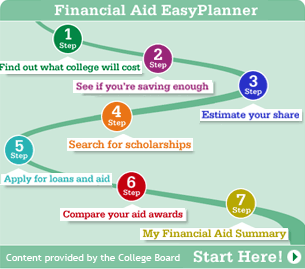 Financial Aid EasyPlanner
1
Step
Find out what college will cost
2
Step
See if you're saving enough
3
Step
Estimate your share
4
Step
Search for scholarships
5
Step
Apply for loans and aid
6
Step
Compare your aid awards
7
Step
My Financial Aid Summary
Content provided by the College Board Start Here!